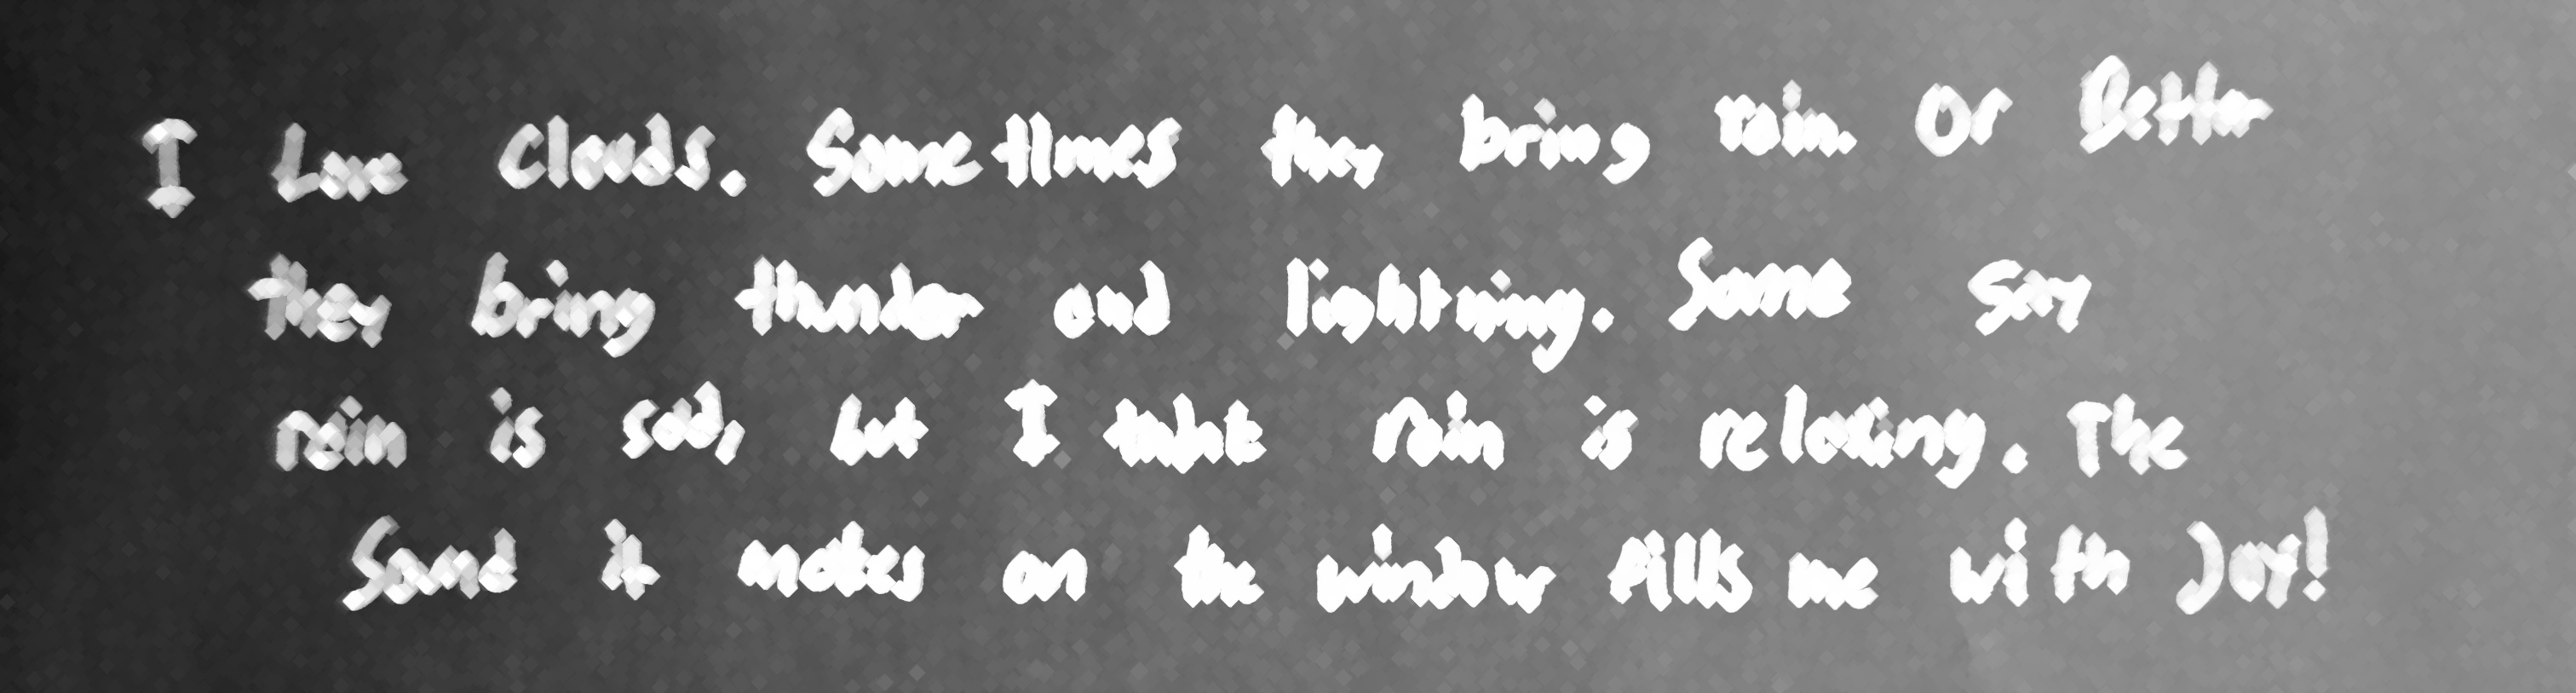 I Love Clouds. Sometimes they bring rain. Or Better
they bring thunder and lightning. Some say
rain is sad, but I think rain is relaxing. The
Sound it makes on the window fills me with Joy!